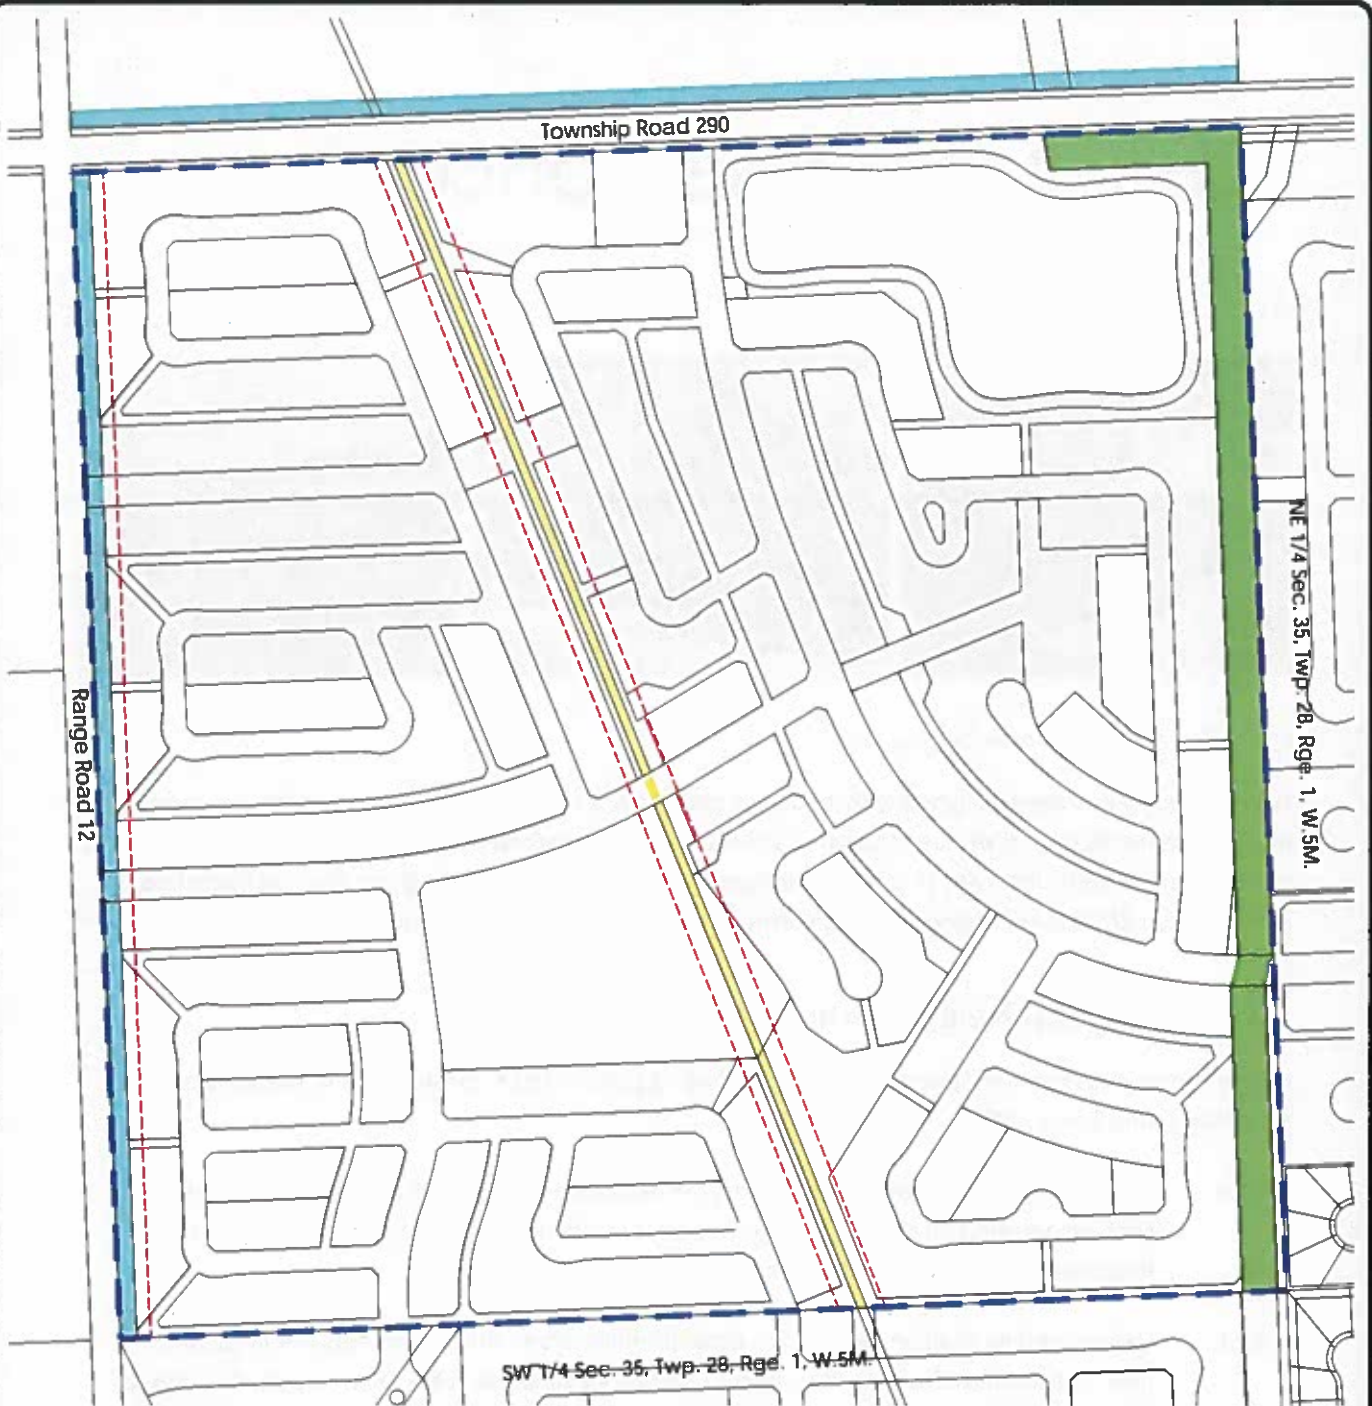 Township Road 290
NE 1/4 Sec. 35, Twp. 28, Rge. 1, W.5M.
Range Road 12
SW 1/4 Sec. 35, Twp. 28, Rge. 1, W.5M.